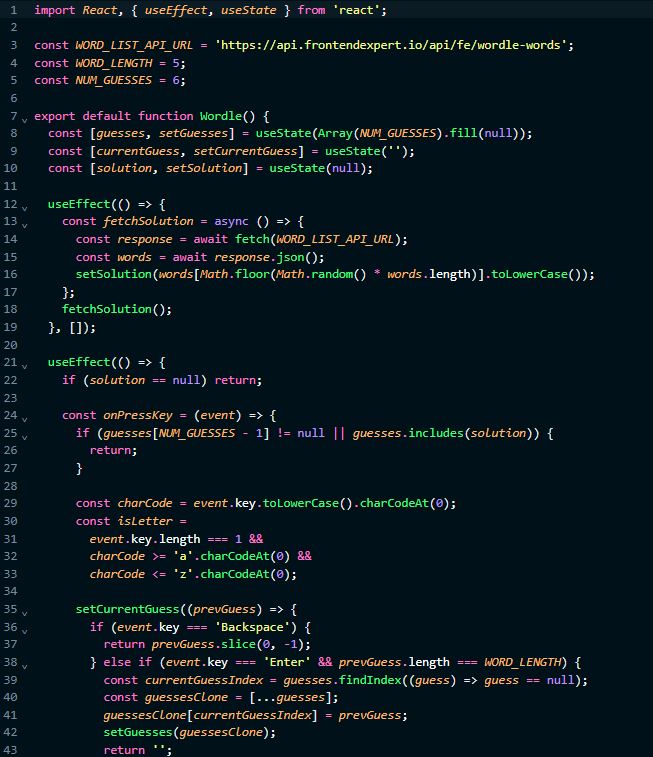 1 import React, { useEffect, useState } from 'react';
2
3 const WORD_LIST_API_URL = 'https://api.frontendexpert.io/api/fe/wordle-words';
4 const WORD_LENGTH = 5;
5 const NUM_GUESSES = 6;
6
7 export default function Wordle() {
8   const [guesses, setGuesses] = useState(Array(NUM_GUESSES).fill(null));
9   const [currentGuess, setCurrentGuess] = useState('');
10   const [solution, setSolution] = useState(null);
11
12   useEffect(() => {
13     const fetchSolution = async () => {
14       const response = await fetch(WORD_LIST_API_URL);
15       const words = await response.json();
16       setSolution(words[Math.floor(Math.random() * words.length)].toLowerCase());
17     };
18     fetchSolution();
19   }, []);
20
21   useEffect(() => {
22     if (solution == null) return;
23
24     const onPressKey = (event) => {
25       if (guesses[NUM_GUESSES - 1] != null || guesses.includes(solution)) {
26         return;
27       }
28
29       const charCode = event.key.toLowerCase().charCodeAt(0);
30       const isLetter =
31         event.key.length === 1 &&
32         charCode >= 'a'.charCodeAt(0) &&
33         charCode <= 'z'.charCodeAt(0);
34
35       setCurrentGuess((prevGuess) => {
36         if (event.key === 'Backspace') {
37           return prevGuess.slice(0, -1);
38         } else if (event.key === 'Enter' && prevGuess.length === WORD_LENGTH) {
39           const currentGuessIndex = guesses.findIndex((guess) => guess == null);
40           const guessesClone = [...guesses];
41           guessesClone[currentGuessIndex] = prevGuess;
42           setGuesses(guessesClone);
43           return '';